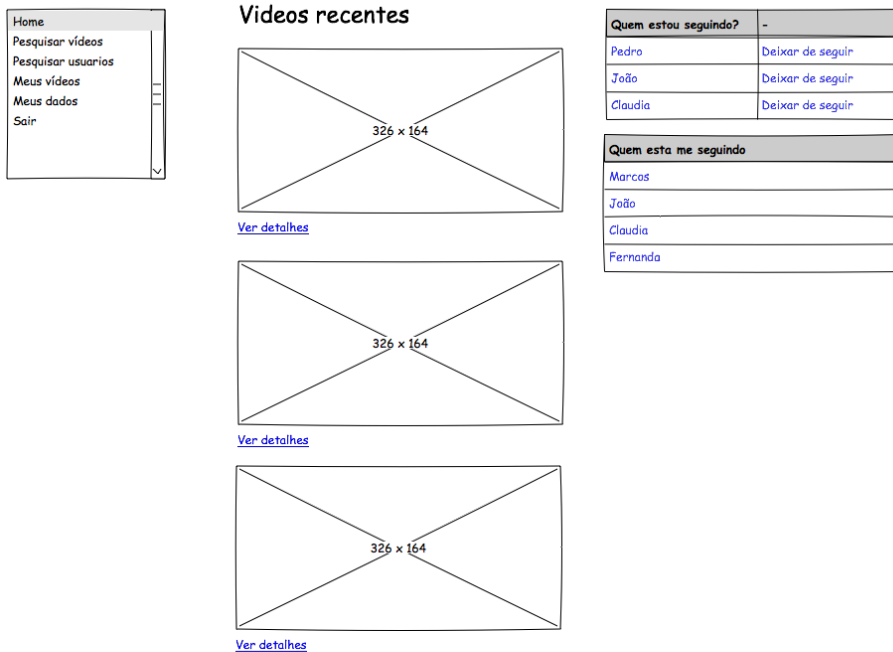 Home
Pesquisar vídeos
Pesquisar usuarios
Meus vídeos
Meus dados
Sair
Videos recentes
326 x 164
Ver detalhes
326 x 164
Ver detalhes
326 x 164
Ver detalhes
Quem estou seguindo? -
Pedro Deixar de seguir
João Deixar de seguir
Claudia Deixar de seguir
Quem esta me seguindo
Marcos
João
Claudia
Fernanda